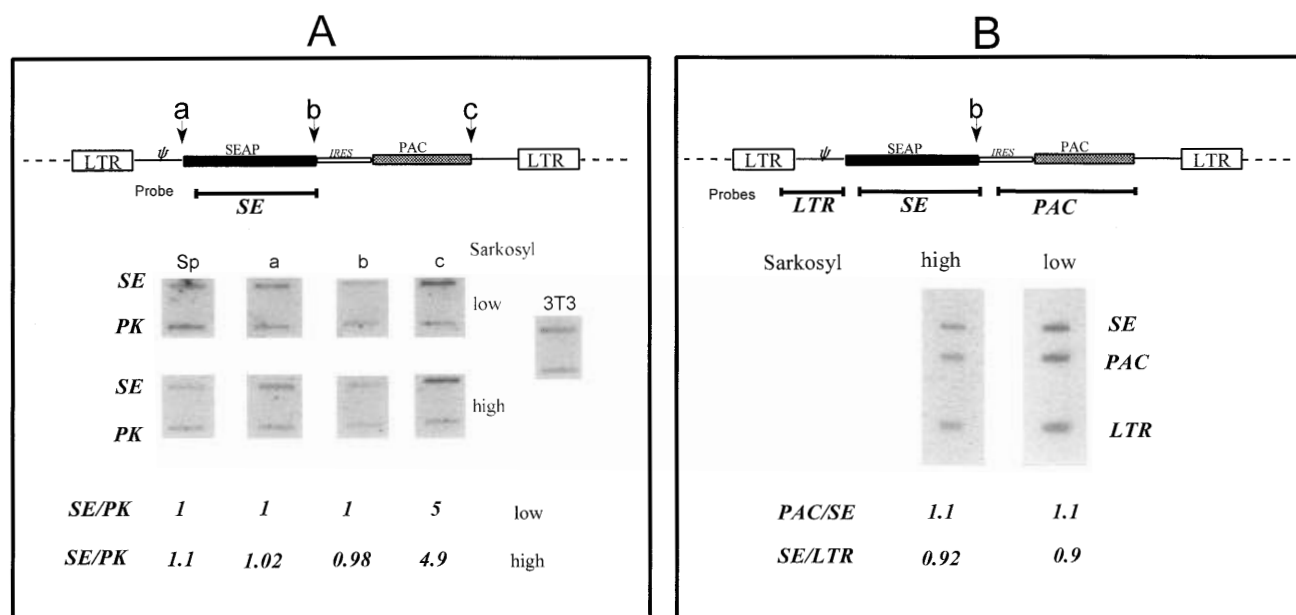 A
a b c
LTR ψ SEAP IRES PAC LTR
Probe
SE
Sp a b c Sarkosyl
SE
low
PK
3T3
SE
high
PK
SE/PK 1 1 1 5 low
SE/PK 1.1 1.02 0.98 4.9 high
B
b
LTR ψ SEAP IRES PAC LTR
Probes
LTR SE PAC
Sarkosyl high low
SE
PAC
LTR
PAC/SE 1.1 1.1
SE/LTR 0.92 0.9